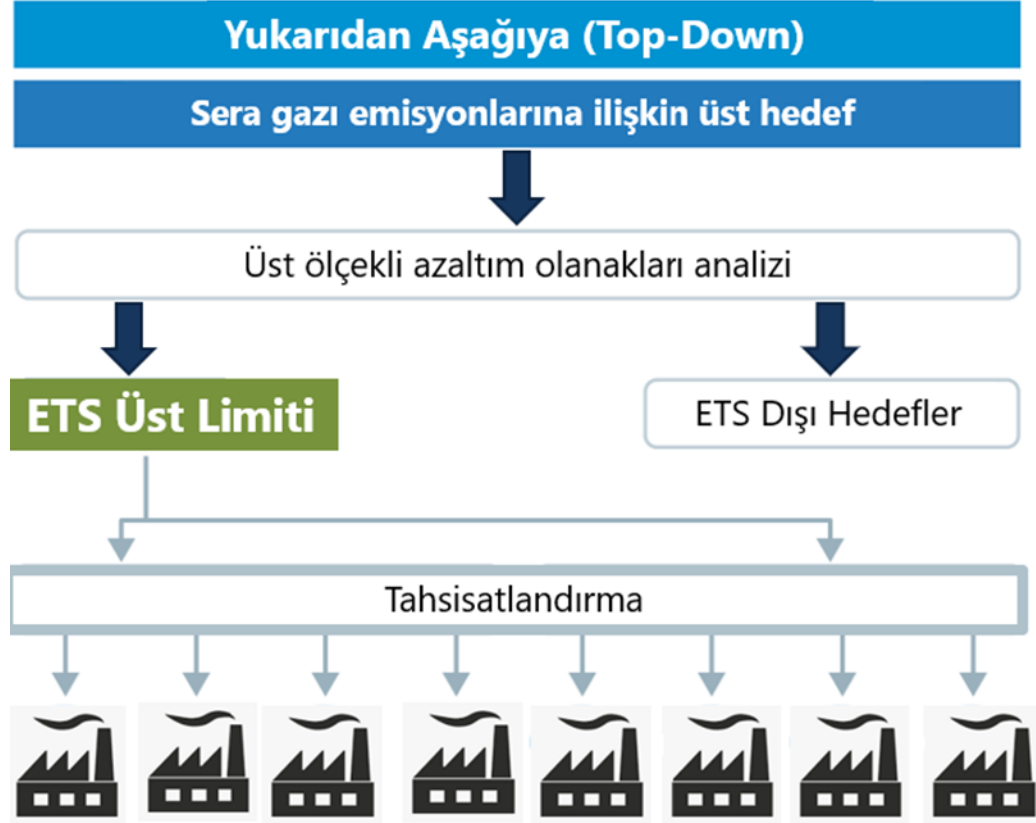 Yukarıdan Aşağıya (Top-Down)
Sera gazı emisyonlarına ilişkin üst hedef
Üst ölçekli azaltım olanakları analizi
ETS Üst Limiti
ETS Dışı Hedefler
Tahsisatlandırma